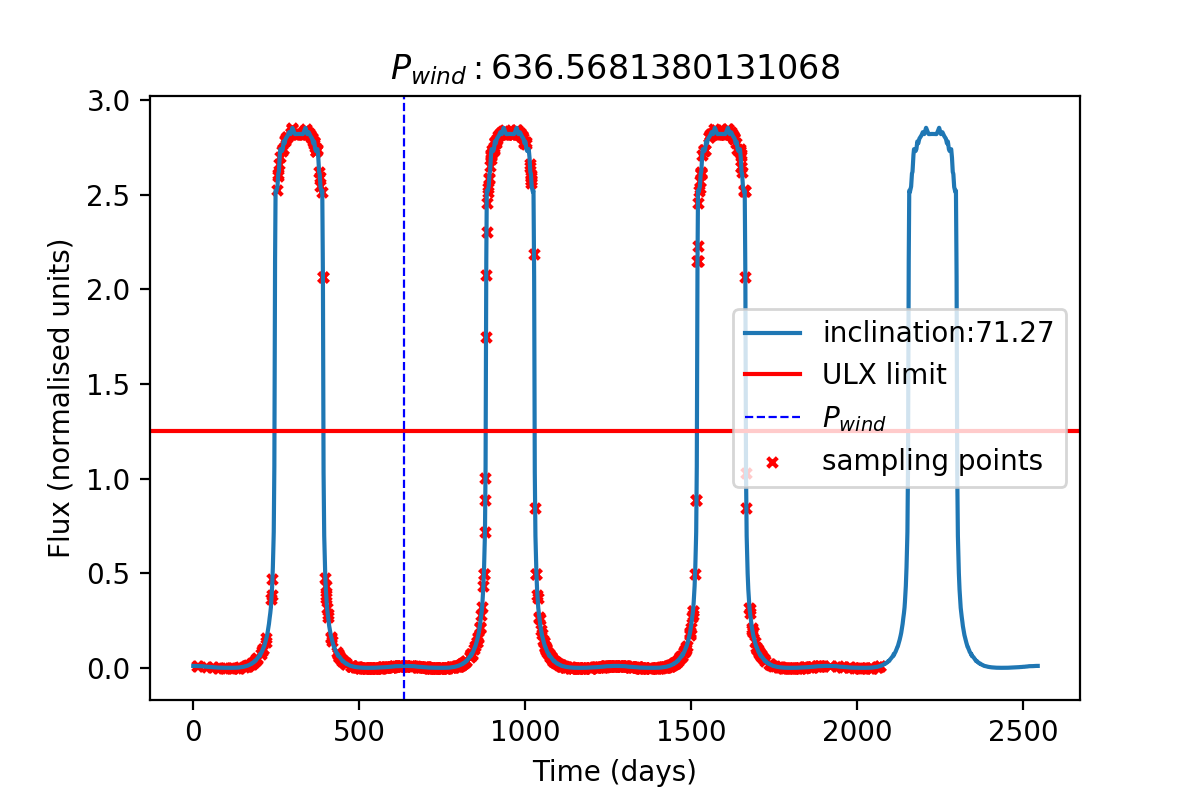 P_wind : 636.5681380131068
3.0
2.5
2.0
1.5
1.0
0.5
0.0
Flux (normalised units)
inclination:71.27
ULX limit
P_wind
sampling points
0 500 1000 1500 2000 2500
Time (days)